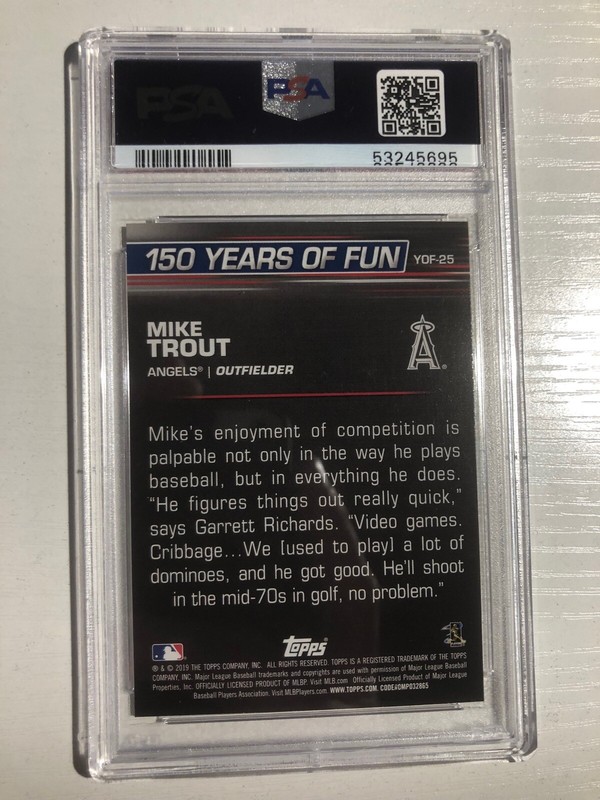 PSA
PSA
53245695
150 YEARS OF FUN YOF-25
MIKE
TROUT
A
ANGELS® | OUTFIELDER
Mike's enjoyment of competition is
palpable not only in the way he plays
baseball, but in everything he does.
“He figures things out really quick,”
says Garrett Richards. “Video games.
Cribbage...We [used to play] a lot of
dominoes, and he got good. He'll shoot
in the mid-70s in golf, no problem.”
TOPPS
® & © 2019 THE TOPPS COMPANY, INC. ALL RIGHTS RESERVED. TOPPS IS A REGISTERED TRADEMARK OF THE TOPPS
COMPANY, INC. Major League Baseball trademarks and copyrights are used with permission of Major League Baseball
Properties, Inc. OFFICIALLY LICENSED PRODUCT OF MLBP. Visit MLB.com Officially Licensed Product of Major League
Baseball Players Association. Visit MLBPlayers.com. WWW.TOPPS.COM. CODE#OMP032865